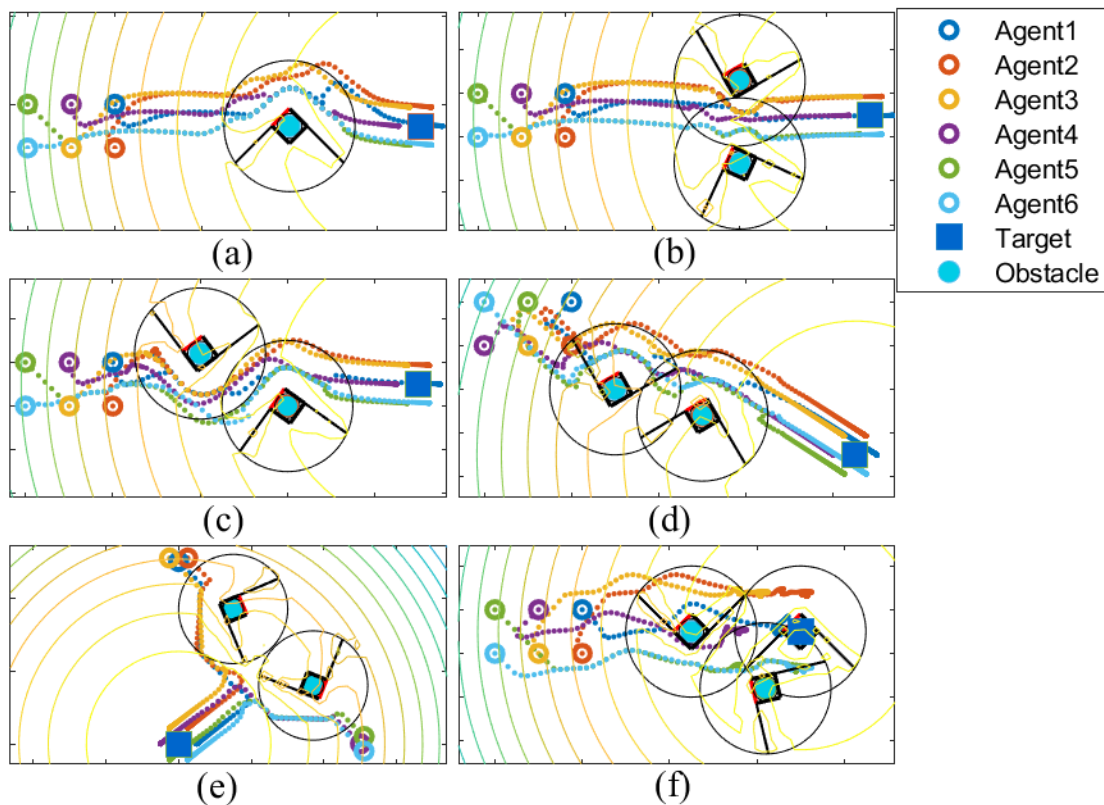 Agent1
Agent2
Agent3
Agent4
Agent5
Agent6
Target
Obstacle
(a)
(b)
(c)
(d)
(e)
(f)